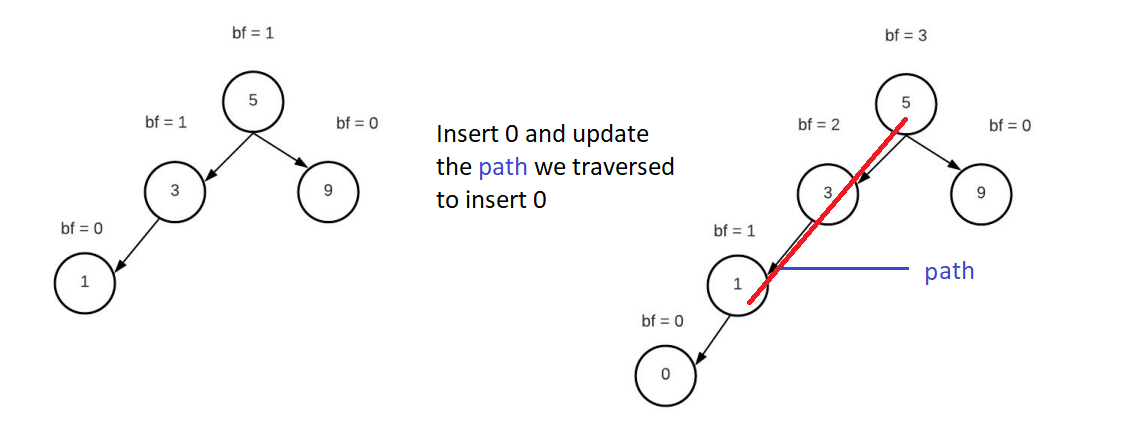 bf = 1
5
bf = 1
bf = 0
3
9
bf = 0
1
Insert 0 and update
the path we traversed
to insert 0
bf = 3
5
bf = 2
bf = 0
3
9
bf = 1
1
path
bf = 0
0